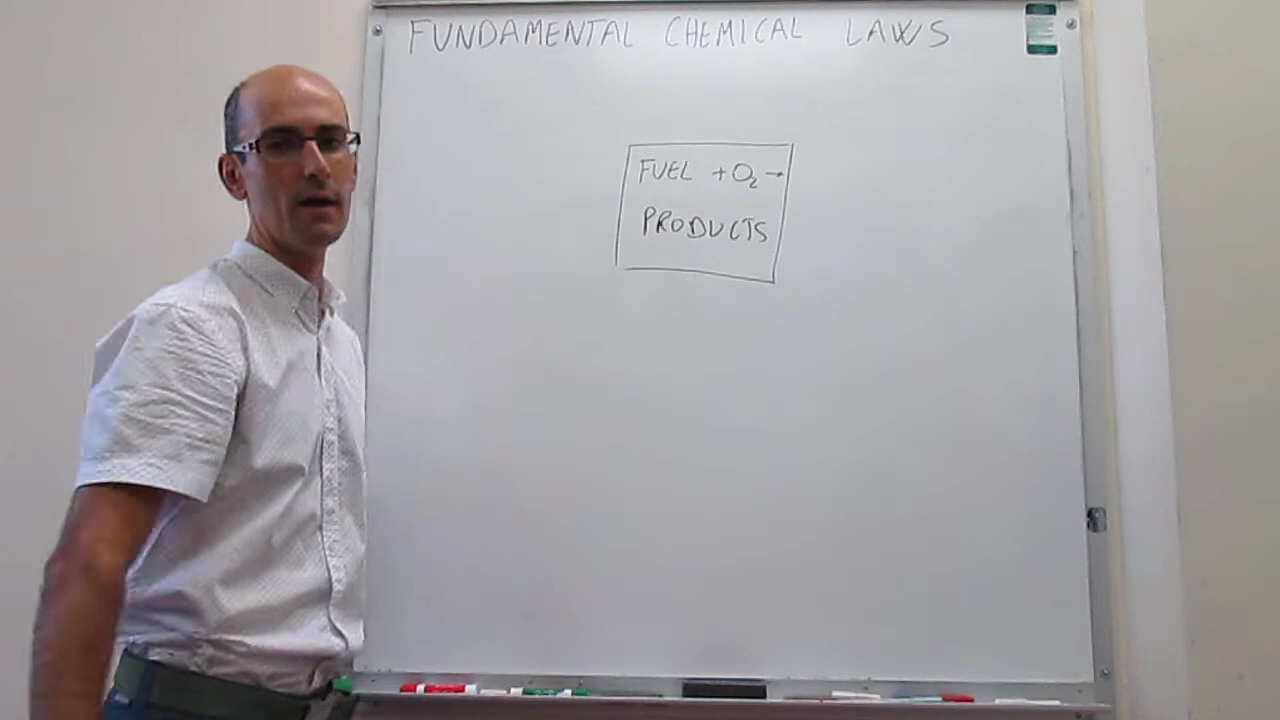 FUNDAMENTAL CHEMICAL LAWS
FUEL + O₂ →
PRODUCTS